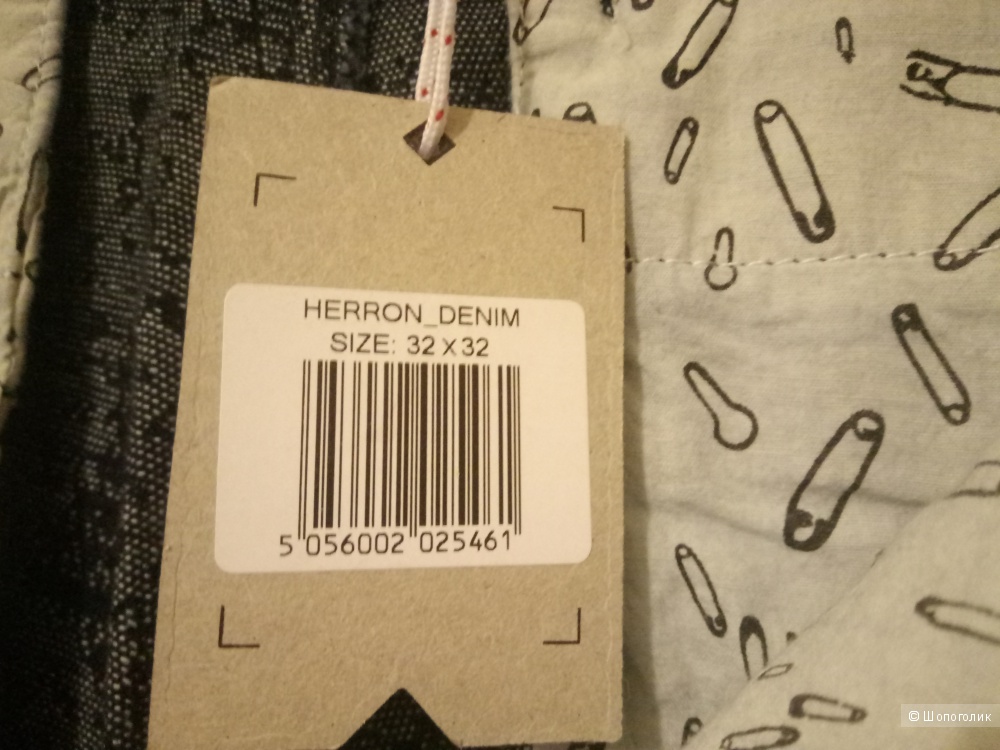 HERRON_DENIM
SIZE: 32 X 32
5 056002 025461
© Шопоголик